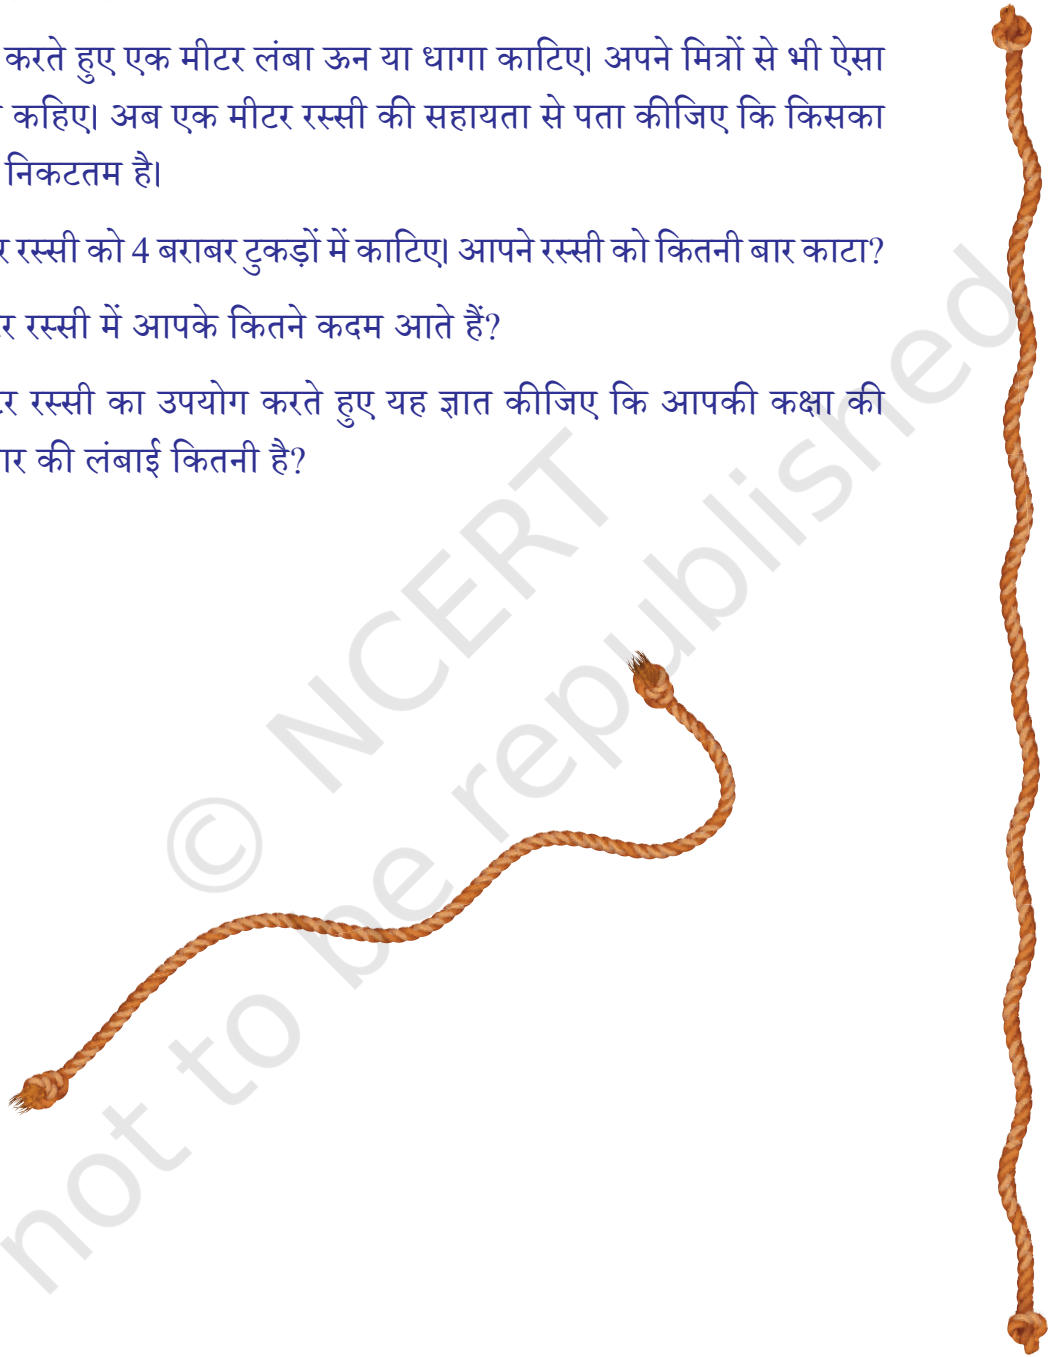 करते हुए एक मीटर लंबा ऊन या धागा काटिए। अपने मित्रों से भी ऐसा
कहिए। अब एक मीटर रस्सी की सहायता से पता कीजिए कि किसका
निकटतम है।
रस्सी को 4 बराबर टुकड़ों में काटिए। आपने रस्सी को कितनी बार काटा?
रस्सी में आपके कितने कदम आते हैं?
रस्सी का उपयोग करते हुए यह ज्ञात कीजिए कि आपकी कक्षा की
की लंबाई कितनी है?
© NCERT
not to be republished